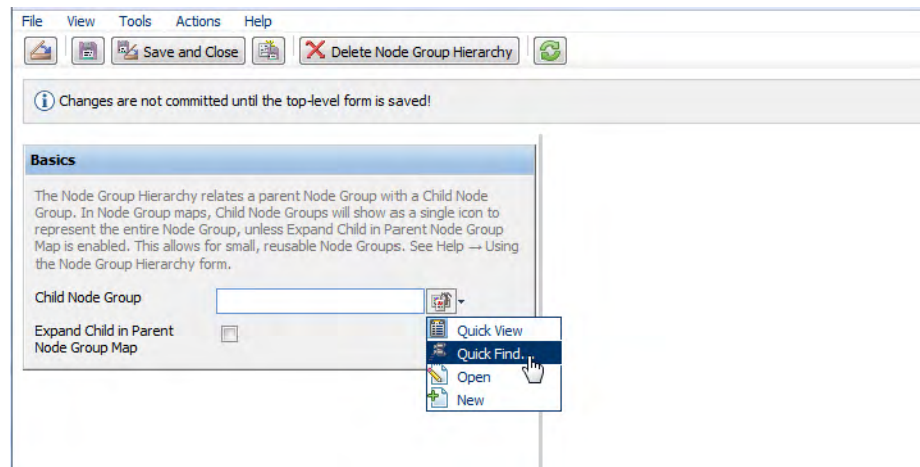 File View Tools Actions Help
Save and Close Delete Node Group Hierarchy
Changes are not committed until the top-level form is saved!
Basics
The Node Group Hierarchy relates a parent Node Group with a Child Node
Group. In Node Group maps, Child Node Groups will show as a single icon to
represent the entire Node Group, unless Expand Child in Parent Node Group
Map is enabled. This allows for small, reusable Node Groups. See Help → Using
the Node Group Hierarchy form.
Child Node Group
Expand Child in Parent
Node Group Map
Quick View
Quick Find...
Open
New